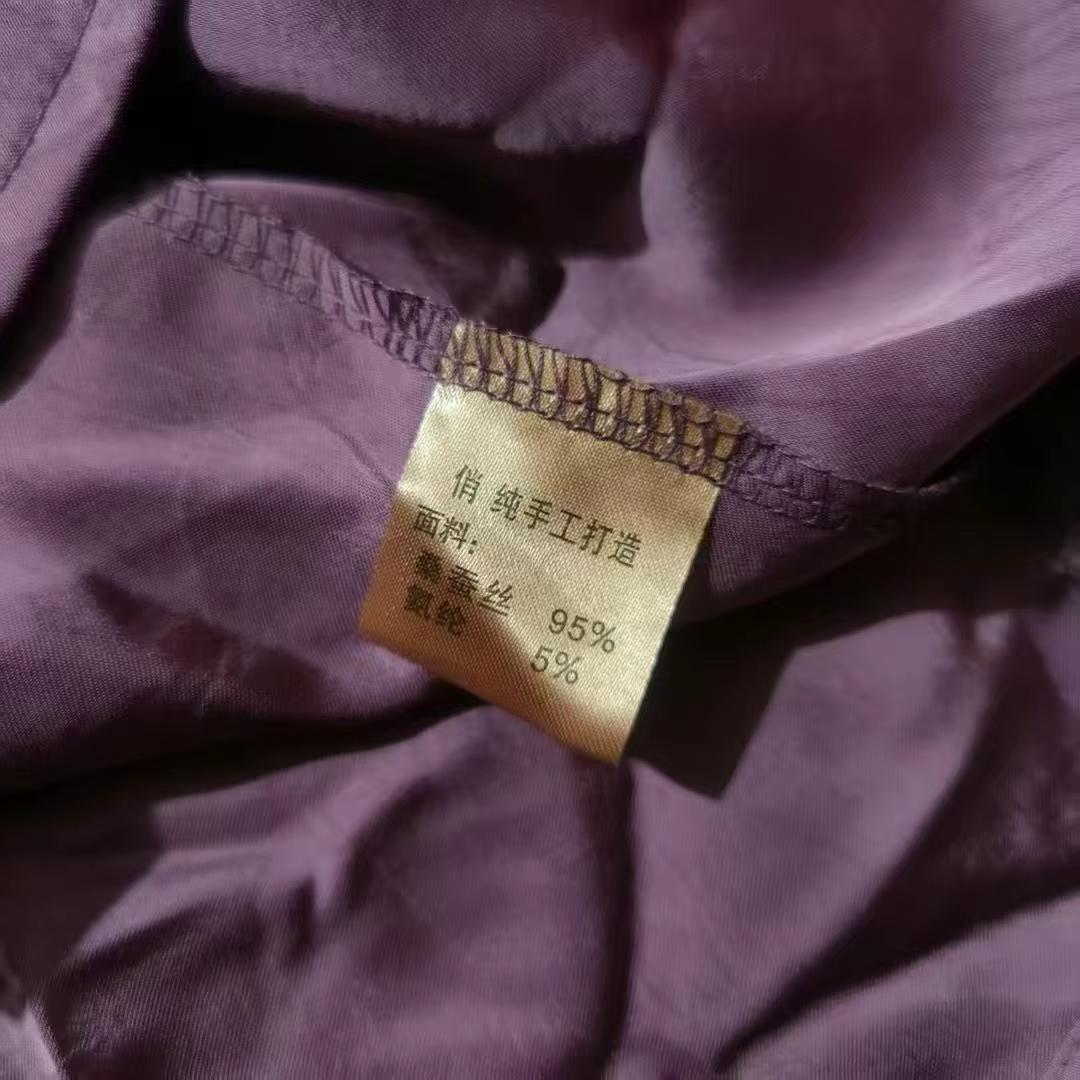 俏 纯手工打造
面料:
桑蚕丝 95%
氨纶 5%